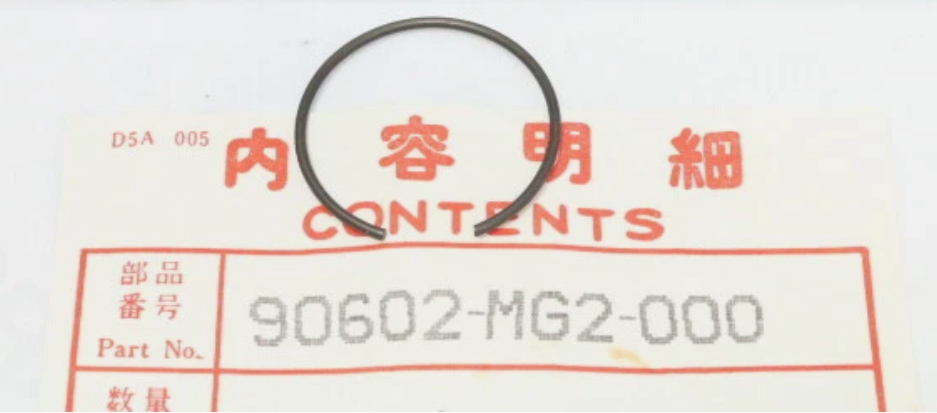 D5A 005
内容明細
CONTENTS
部品
番号
Part No.
90602-MG2-000
数量